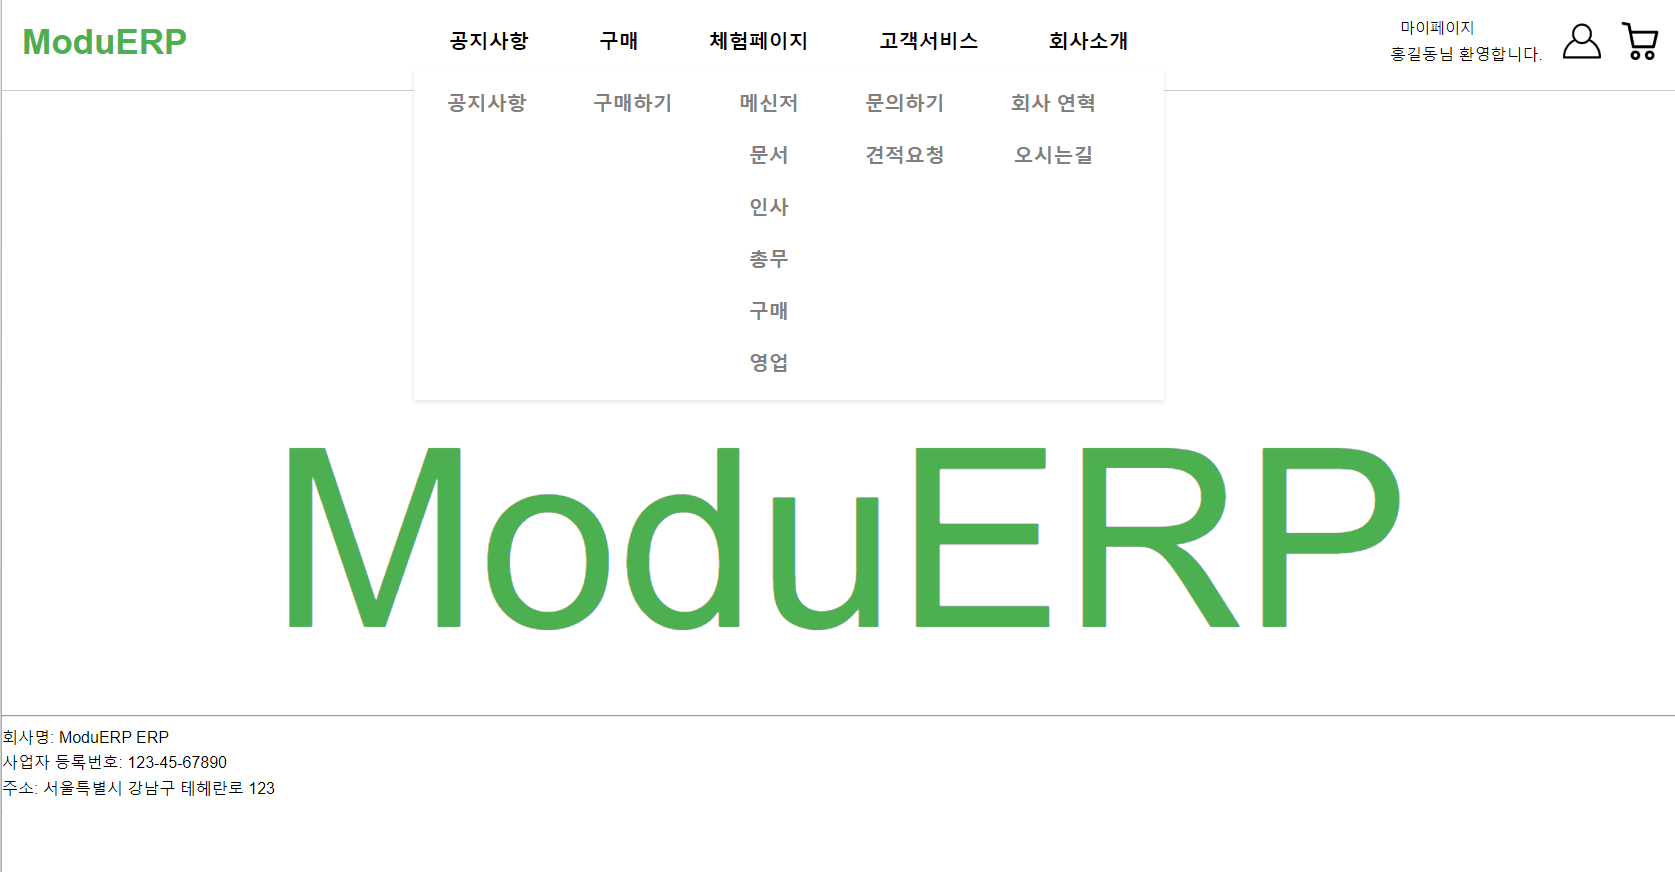 ModuERP
공지사항 구매 체험페이지 고객서비스 회사소개
마이페이지
홍길동님 환영합니다.
공지사항 구매하기 메신저 문의하기 회사 연혁
문서 견적요청 오시는길
인사
총무
구매
영업
ModuERP
회사명: ModuERP ERP
사업자 등록번호: 123-45-67890
주소: 서울특별시 강남구 테헤란로 123